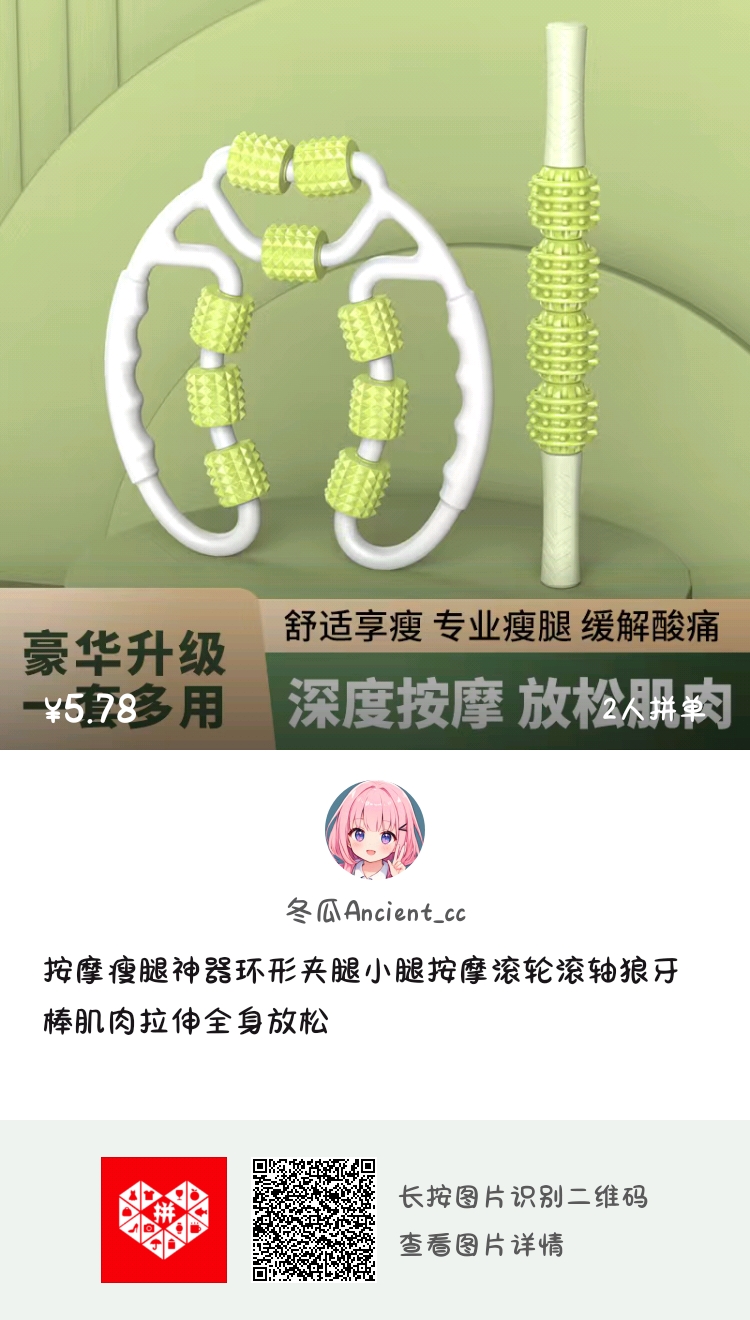 舒适享瘦 专业瘦腿 缓解酸痛
豪华升级
一套多用
深度按摩 放松肌肉
¥5.78
2人拼单
冬瓜Ancient_cc
按摩瘦腿神器环形夹腿小腿按摩滚轮滚轴狼牙
棒肌肉拉伸全身放松
拼
长按图片识别二维码
查看图片详情